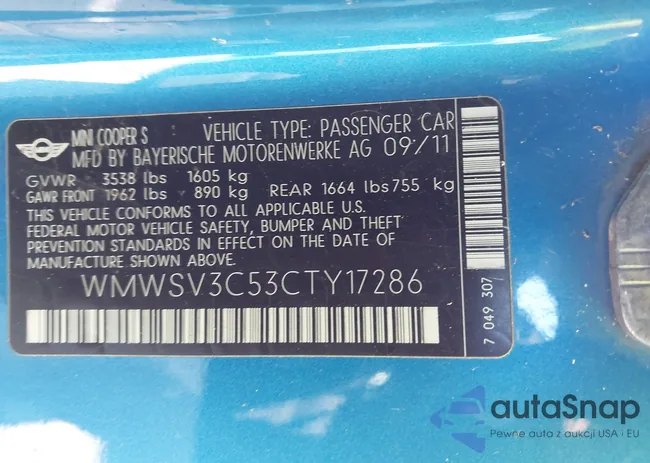 MINI
MINI COOPER S VEHICLE TYPE: PASSENGER CAR
MFD BY BAYERISCHE MOTORENWERKE AG 09/11
GVWR 3538 lbs 1605 kg
GAWR FRONT 1962 lbs 890 kg REAR 1664 lbs 755 kg
THIS VEHICLE CONFORMS TO ALL APPLICABLE U.S.
FEDERAL MOTOR VEHICLE SAFETY, BUMPER AND THEFT
PREVENTION STANDARDS IN EFFECT ON THE DATE OF
MANUFACTURE SHOWN ABOVE.
WMWSV3C53CTY17286
7 049 307
autoSnap
Pewne auta z aukcji USA i EU